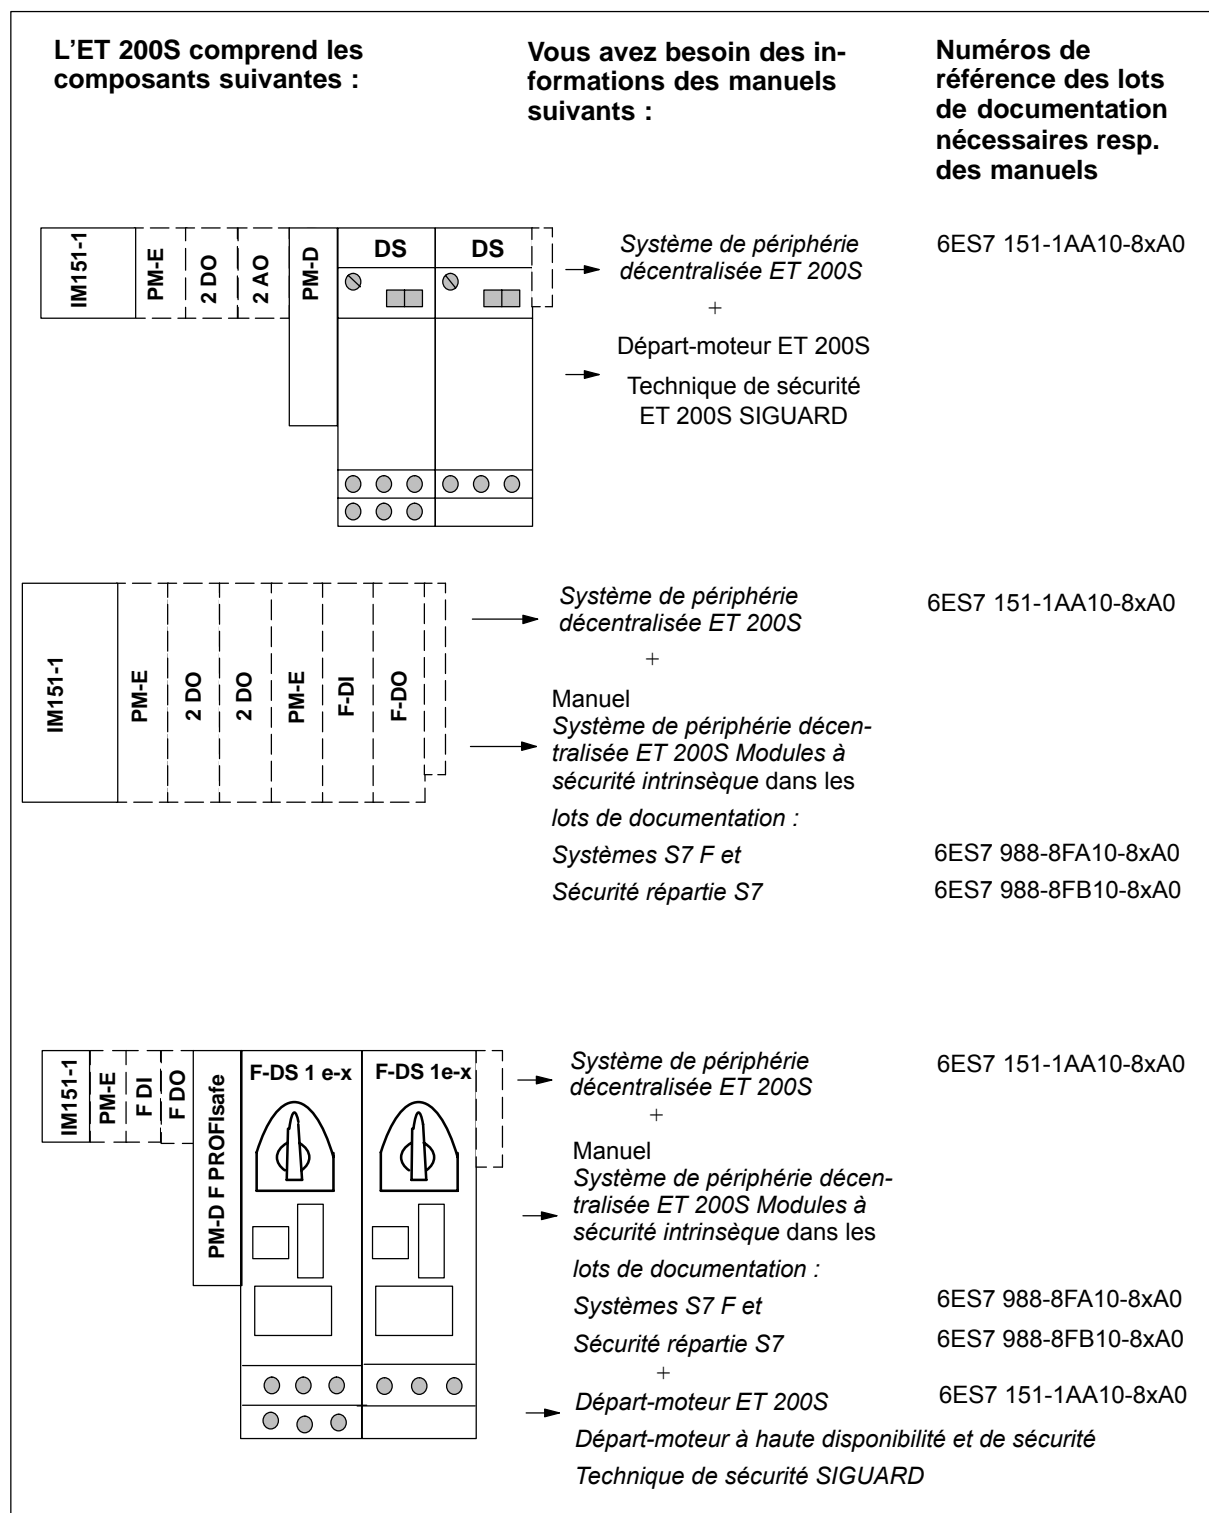 L'ET 200S comprend les
composants suivantes :
Vous avez besoin des in-
formations des manuels
suivants :
Numéros de
référence des lots
de documentation
nécessaires resp.
des manuels
IM151-1
PM-E
2 DO
2 AO
PM-D
DS
DS
Système de périphérie
décentralisée ET 200S
6ES7 151-1AA10-8xA0
+
Départ-moteur ET 200S
Technique de sécurité
ET 200S SIGUARD
IM151-1
PM-E
2 DO
2 DO
PM-E
F-DI
F-DO
Système de périphérie
décentralisée ET 200S
6ES7 151-1AA10-8xA0
+
Manuel
Système de périphérie décen-
tralisée ET 200S Modules à
sécurité intrinsèque dans les
lots de documentation :
Systèmes S7 F et
6ES7 988-8FA10-8xA0
Sécurité répartie S7
6ES7 988-8FB10-8xA0
IM151-1
PM-E
F DI
F DO
PM-D F PROFIsafe
F-DS 1 e-x
F-DS 1e-x
Système de périphérie
décentralisée ET 200S
6ES7 151-1AA10-8xA0
+
Manuel
Système de périphérie décen-
tralisée ET 200S Modules à
sécurité intrinsèque dans les
lots de documentation :
Systèmes S7 F et
6ES7 988-8FA10-8xA0
Sécurité répartie S7
6ES7 988-8FB10-8xA0
+
Départ-moteur ET 200S
6ES7 151-1AA10-8xA0
Départ-moteur à haute disponibilité et de sécurité
Technique de sécurité SIGUARD